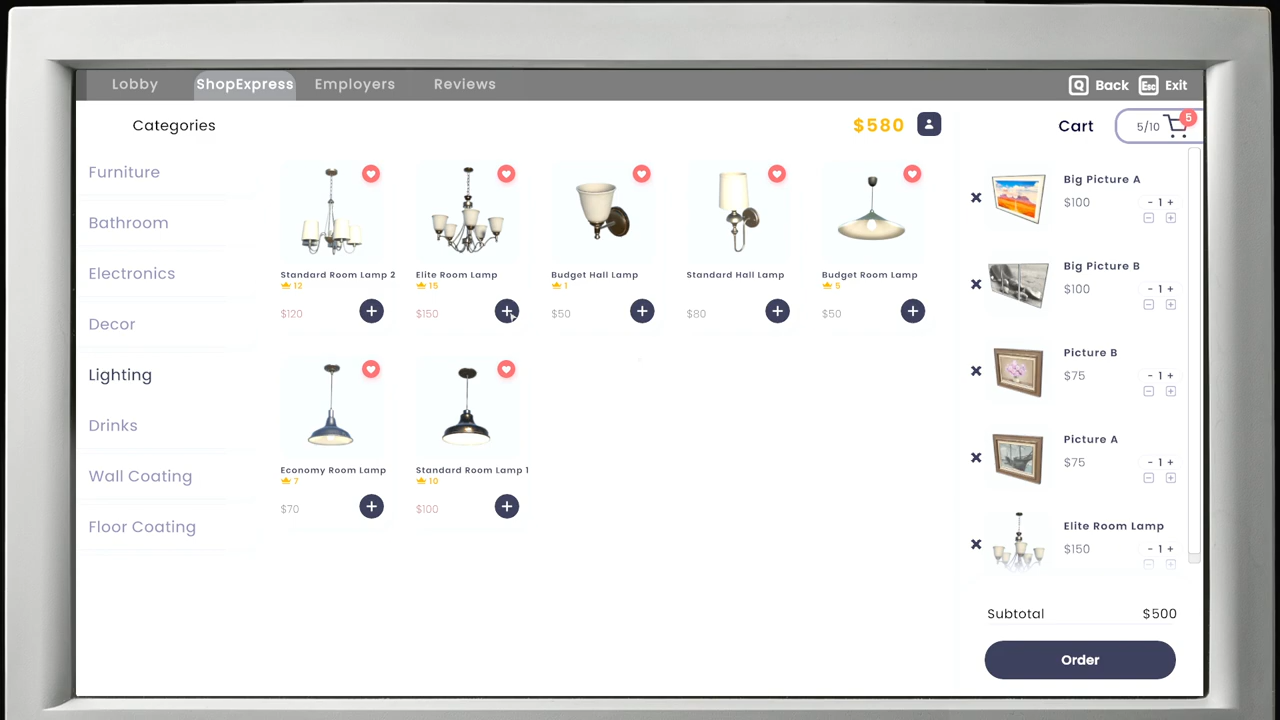 Lobby
ShopExpress
Employers
Reviews
Q Back Esc Exit
Categories
$580
Cart
5/10
5
Furniture
Bathroom
Electronics
Decor
Lighting
Drinks
Wall Coating
Floor Coating
Standard Room Lamp 2
12
$120
Elite Room Lamp
15
$150
Budget Hall Lamp
1
$50
Standard Hall Lamp
$80
Budget Room Lamp
5
$50
Economy Room Lamp
7
$70
Standard Room Lamp 1
10
$100
Big Picture A
$100
- 1 +
Big Picture B
$100
- 1 +
Picture B
$75
- 1 +
Picture A
$75
- 1 +
Elite Room Lamp
$150
- 1 +
Subtotal $500
Order